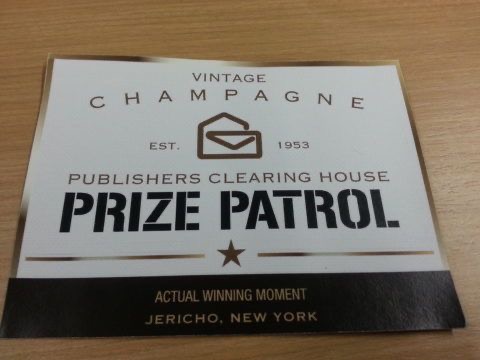 VINTAGE
CHAMPAGNE
EST. 1953
PUBLISHERS CLEARING HOUSE
PRIZE PATROL
ACTUAL WINNING MOMENT
JERICHO, NEW YORK